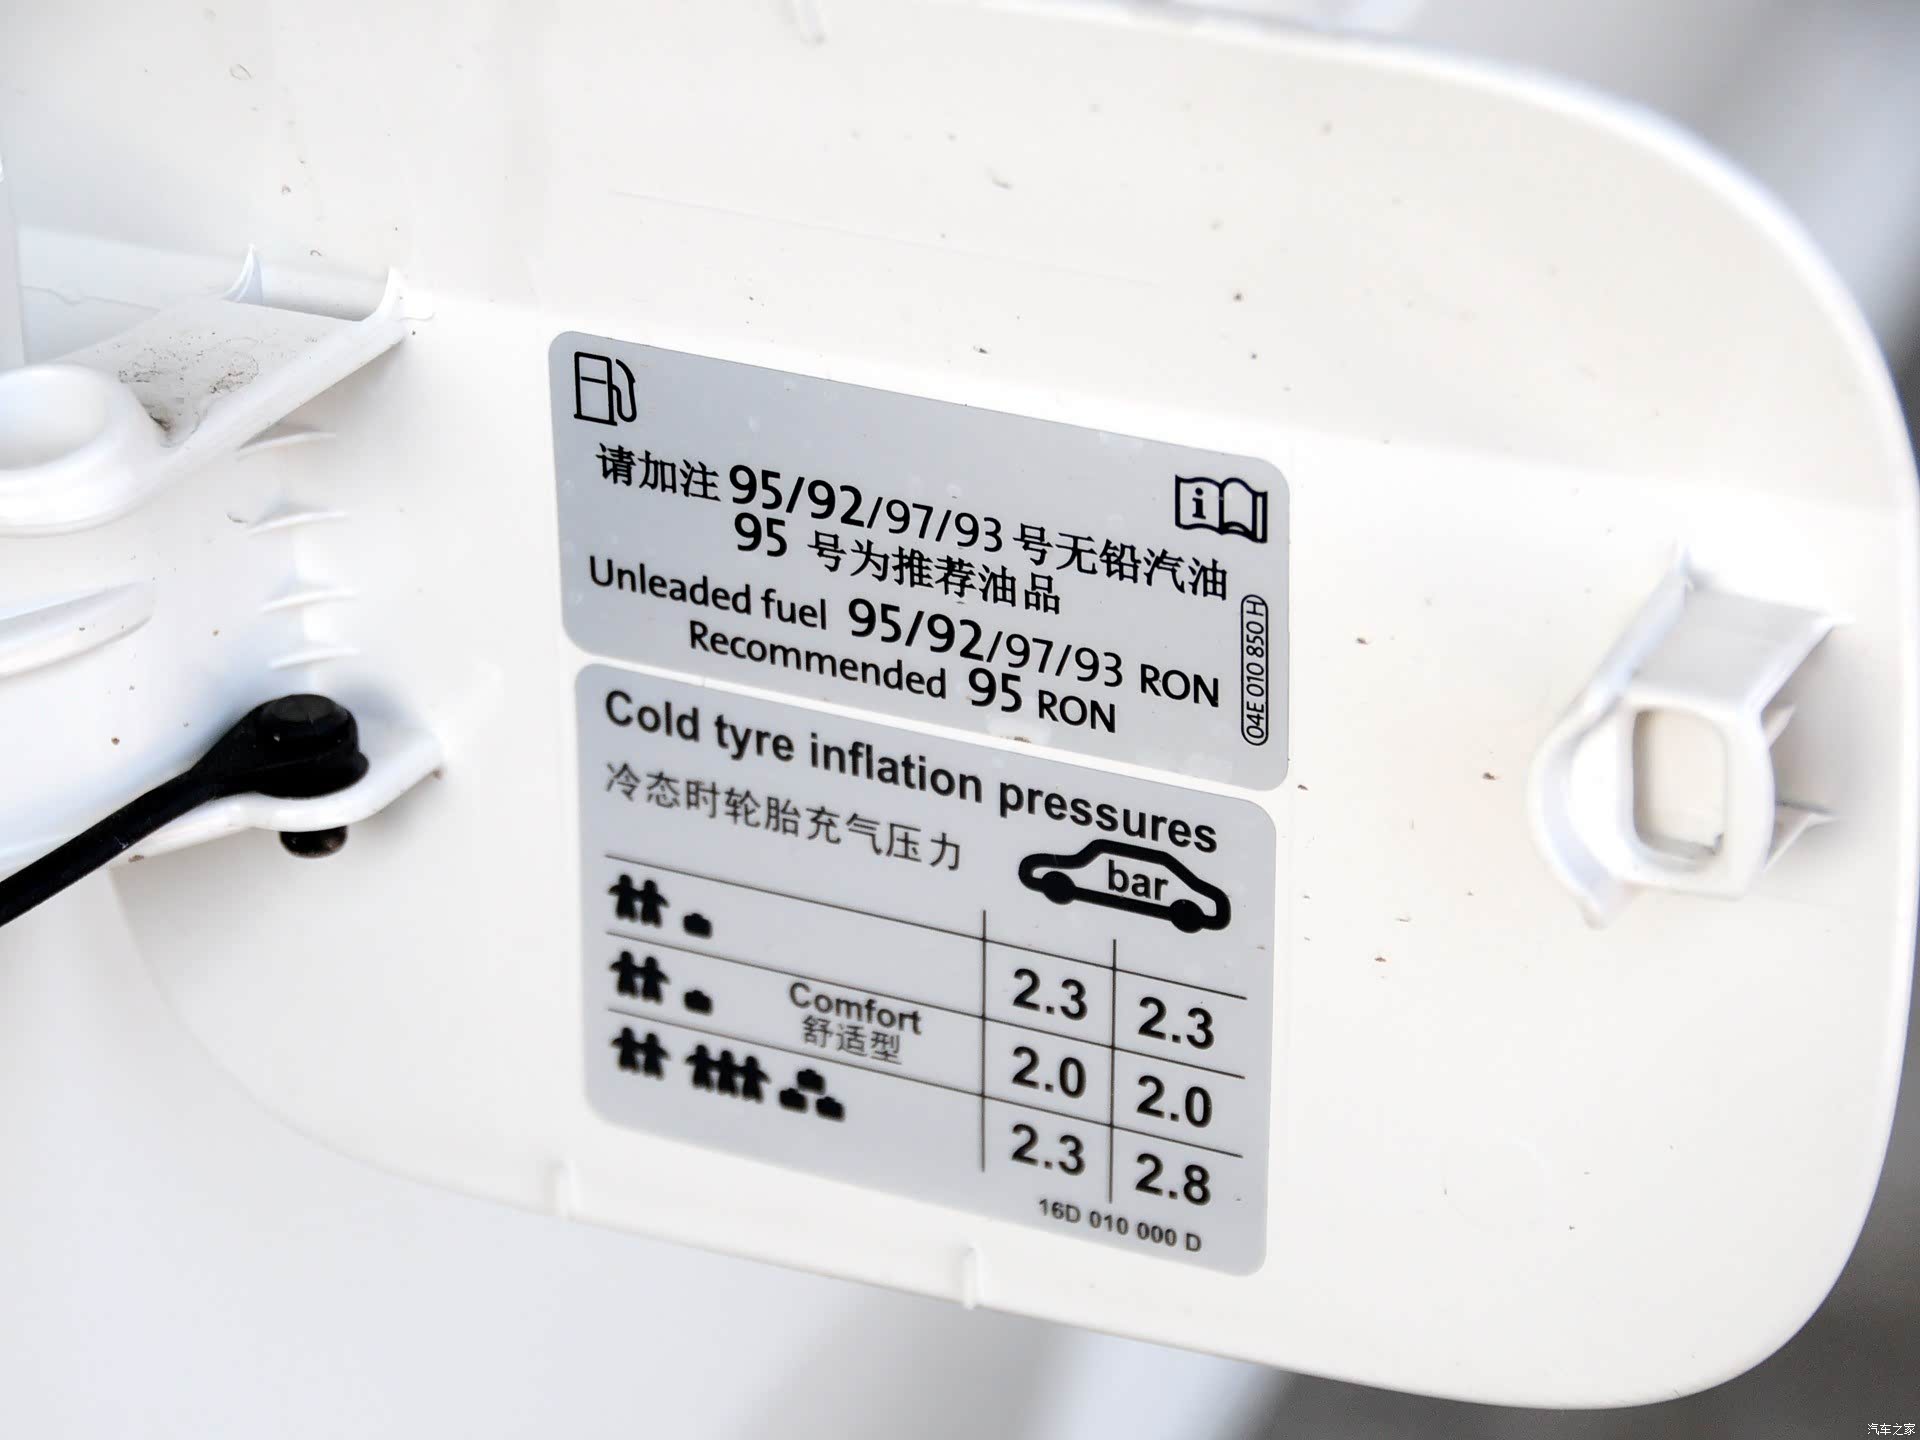 请加注 95/92/97/93 号无铅汽油
95 号为推荐油品
Unleaded fuel 95/92/97/93 RON
Recommended 95 RON
04E 010 850 H
Cold tyre inflation pressures
冷态时轮胎充气压力
bar
2.3 2.3
Comfort
舒适型
2.0 2.0
2.3 2.8
16D 010 000 D
汽车之家